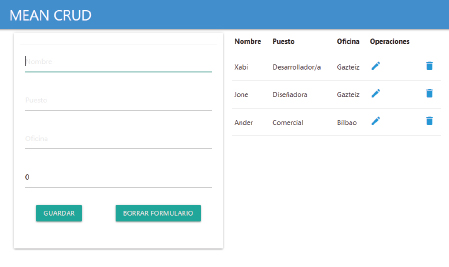 MEAN CRUD
Nombre
Puesto
Oficina
0
GUARDAR BORRAR FORMULARIO
Nombre Puesto Oficina Operaciones
Xabi Desarrollador/a Gazteiz
Jone Diseñadora Gazteiz
Ander Comercial Bilbao